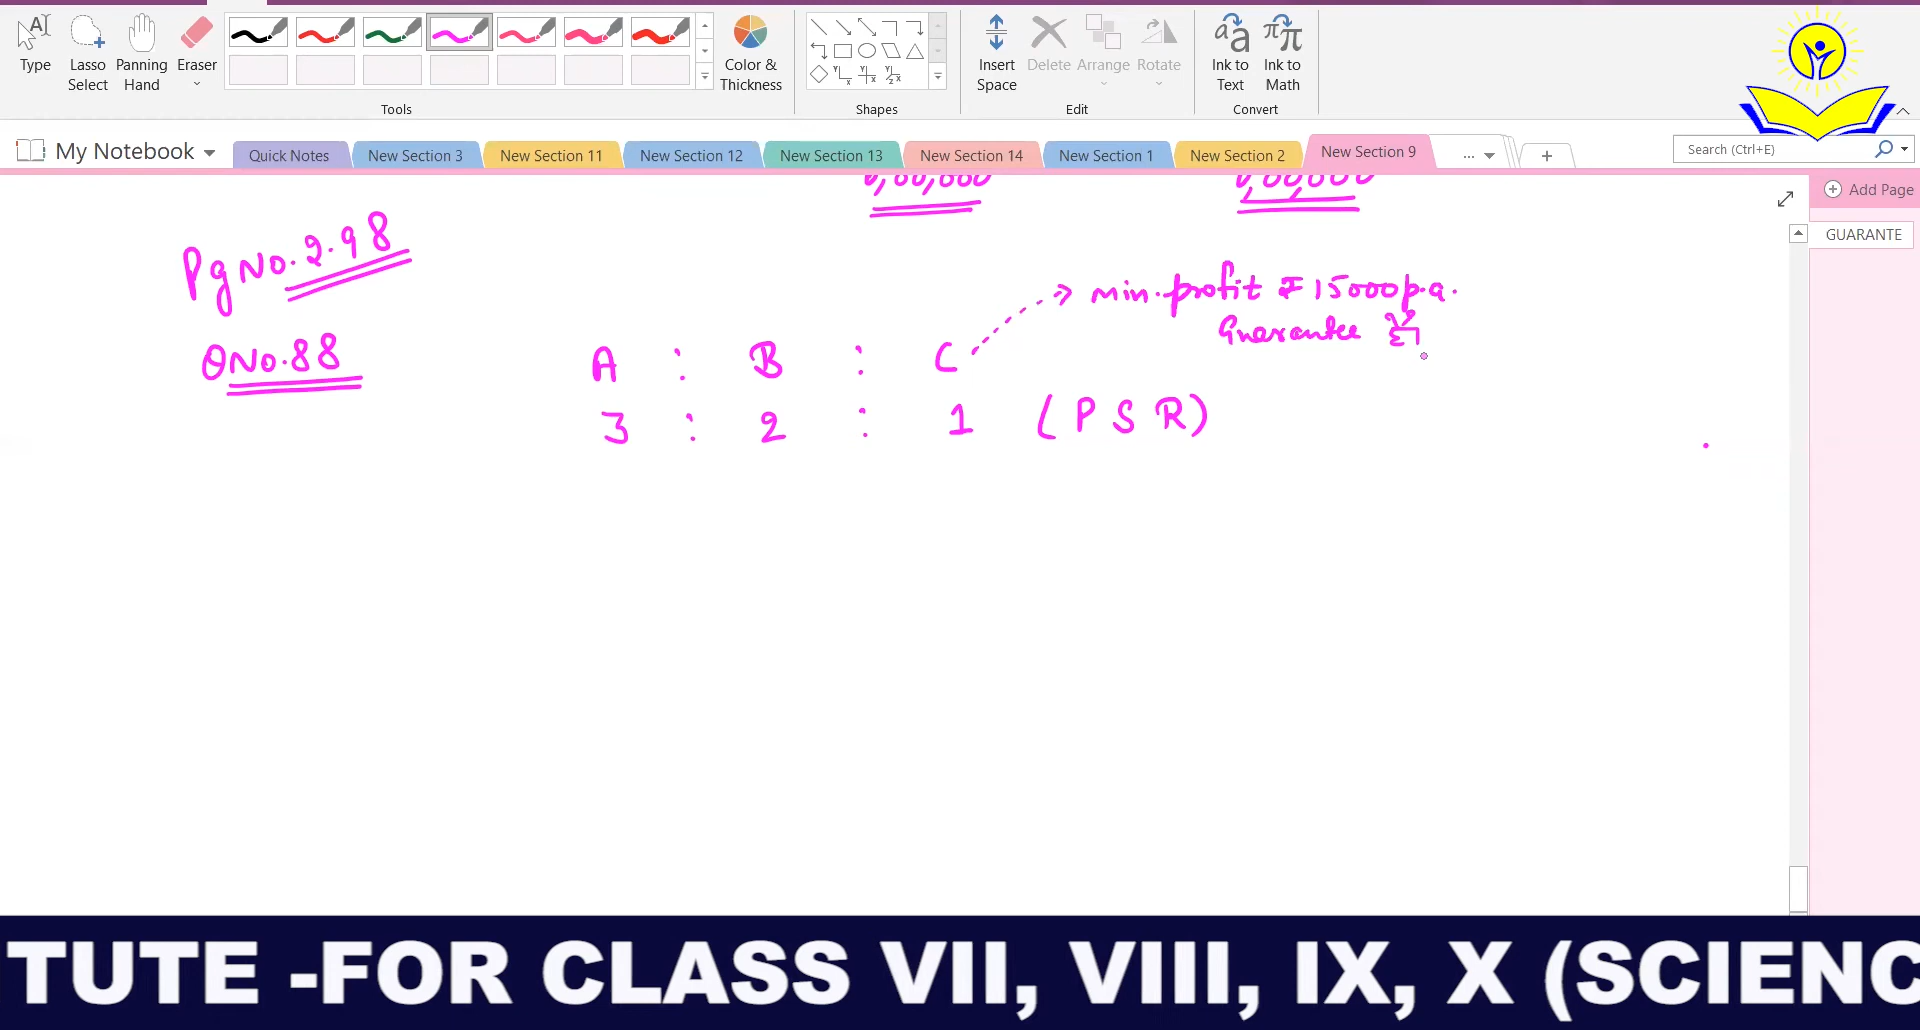 Type
Lasso Select
Panning Hand
Eraser
Color & Thickness
Insert Space
Delete
Arrange
Rotate
Ink to Text
Ink to Math
Tools
Shapes
Edit
Convert
My Notebook
Quick Notes
New Section 3
New Section 11
New Section 12
New Section 13
New Section 14
New Section 1
New Section 2
New Section 9
...
Search (Ctrl+E)
Add Page
GUARANTE
Pg No. 2.98
QNo.88
A : B : C
3 : 2 : 1 (P S R)
min. profit ₹ 15000 p.a.
Guarantee
TUTE -FOR CLASS VII, VIII, IX, X (SCIENC